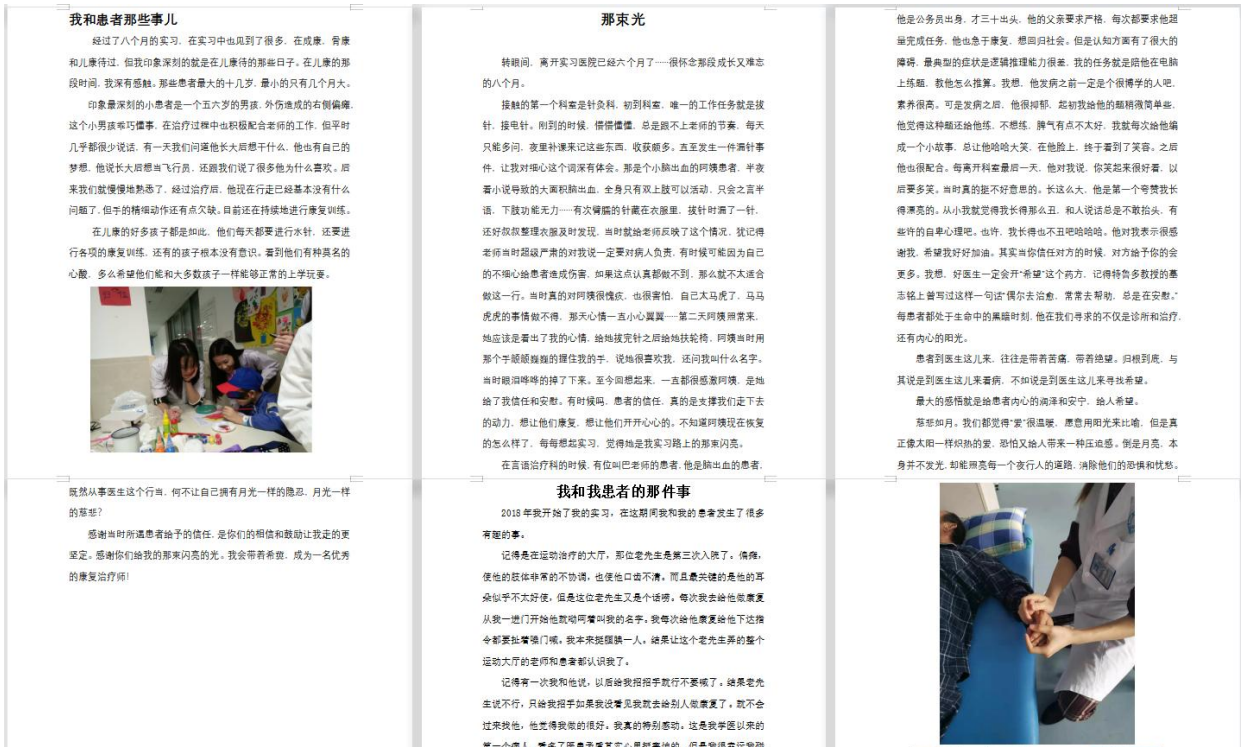 我和患者那些事儿
经过了八个月的实习，在实习中也见到了很多，在成康，骨康
和儿康待过，但我印象深刻的就是在儿康待的那些日子。在儿康的那
段时间，我深有感触。那些患者最大的十几岁，最小的只有几个月大。
印象最深刻的小患者是一个五六岁的男孩，外伤造成的右侧偏瘫，
这个小男孩乖巧懂事，在治疗过程中也积极配合老师的工作，但平时
几乎都很少说话，有一天我们问道他长大后想干什么，他也有自己的
梦想，他说长大后想当飞行员，还跟我们说了很多他为什么喜欢。后
来我们就慢慢地熟悉了，经过治疗后，他现在行走已经基本没有什么
问题了，但手的精细动作还有点欠缺。目前还在持续地进行康复训练。
在儿康的好多孩子都是如此，他们每天都要进行水针，还要进
行各项的康复训练，还有的孩子根本没有意识。看到他们有种莫名的
心酸，多么希望他们能和大多数孩子一样能够正常的上学玩耍。
那束光
转眼间，离开实习医院已经六个月了……很怀念那段成长又难忘
的八个月。
接触的第一个科室是针灸科，初到科室，唯一的工作任务就是拔
针，接电针。刚到的时候，懵懵懂懂，总是跟不上老师的节奏，每天
只能多问，夜里补课来记这些东西，收获颇多。直至发生一件漏针事
件，让我对细心这个词深有体会。那是个小脑出血的阿姨患者，半夜
看小说导致的大面积脑出血，全身只有双上肢可以活动，只会之言半
语，下肢功能无力……有次臂臑的针藏在衣服里，拔针时漏了一针，
还好叔叔整理衣服及时发现，当时就给老师反映了这个情况，犹记得
老师当时超级严肃的对我说一定要对病人负责，有时候可能因为自己
的不细心给患者造成伤害，如果这点认真都做不到，那么就不太适合
做这一行。当时真的对阿姨很愧疚，也很害怕，自己太马虎了，马马
虎虎的事情做不得，那天心情一直小心翼翼……第二天阿姨照常来，
她应该是看出了我的心情，给她拔完针之后给她扶轮椅，阿姨当时用
那个手颤颤巍巍的握住我的手，说她很喜欢我，还问我叫什么名字。
当时眼泪哗哗的掉了下来。至今回想起来，一直都很感激阿姨，是她
给了我信任和安慰。有时候吗，患者的信任，真的是支撑我们走下去
的动力，想让他们康复，想让他们开开心心的。不知道阿姨现在恢复
的怎么样了，每每想起实习，觉得她是我实习路上的那束闪亮。
在言语治疗科的时候，有位叫巴老师的患者，他是脑出血的患者，
他是公务员出身，才三十出头，他的父亲要求严格，每次都要求他超
量完成任务，他也急于康复，想回归社会。但是认知方面有了很大的
障碍，最典型的症状是逻辑推理能力很差，我的任务就是陪他在电脑
上练题，教他怎么推算。我想，他发病之前一定是个很博学的人吧，
素养很高。可是发病之后，他很抑郁，起初我给他的题稍微简单些，
他觉得这种题还给他练，不想练，脾气有点不太好，我就每次给他编
成一个小故事，总让他哈哈大笑，在他脸上，终于看到了笑容。之后
他也很配合。每离开科室最后一天，他对我说，你笑起来很好看，以
后要多笑。当时真的挺不好意思的。长这么大，他是第一个夸赞我长
得漂亮的。从小我就觉得我长得那么丑，和人说话总是不敢抬头，有
些许的自卑心理吧。也许，我长得也不丑吧哈哈哈。他对我表示很感
谢我，希望我好好加油。其实当你信任对方的时候，对方给予你的会
更多。我想，好医生一定会开“希望”这个药方，记得特鲁多教授的墓
志铭上曾写过这样一句话“偶尔去治愈，常常去帮助，总是在安慰。”
每患者都处于生命中的黑暗时刻，他在我们寻求的不仅是诊所和治疗，
还有内心的阳光。
患者到医生这儿来，往往是带着苦痛，带着绝望。归根到底，与
其说是到医生这儿来看病，不如说是到医生这儿来寻找希望。
最大的感悟就是给患者内心的润泽和安宁，给人希望。
慈悲如月。我们都觉得“爱”很温暖，愿意用阳光来比喻，但是真
正像太阳一样炽热的爱，恐怕又给人带来一种压迫感。倒是月亮，本
身并不发光，却能照亮每一个夜行人的道路，消除他们的恐惧和忧愁。
既然从事医生这个行当，何不让自己拥有月光一样的隐忍，月光一样
的慈悲？
感谢当时所遇患者给予的信任，是你们的相信和鼓励让我走的更
坚定。感谢你们给我的那束闪亮的光。我会带着希冀，成为一名优秀
的康复治疗师！
我和我患者的那件事
2018年我开始了我的实习，在这期间我和我的患者发生了很多
有趣的事。
记得是在运动治疗的大厅，那位老先生是第三次入院了。偏瘫，
使他的肢体非常的不协调，也使他口齿不清。而且最关键的是他的耳
朵似乎不太好使，但是这位老先生又是个话唠。每次我去给他做康复
从我一进门开始他就吆呵着叫我的名字。我每次给他康复给他下达指
令都要扯着嗓门喊。我本来挺腼腆一人。结果让这个老先生弄的整个
运动大厅的老师和患者都认识我了。
记得有一次我和他说，以后给我招招手就行不要喊了。结果老先
生说不行，只给我招手如果我没看见我就去给别人做康复了。就不会
过来找他，他觉得我做的很好。我真的特别感动。这是我学医以来的